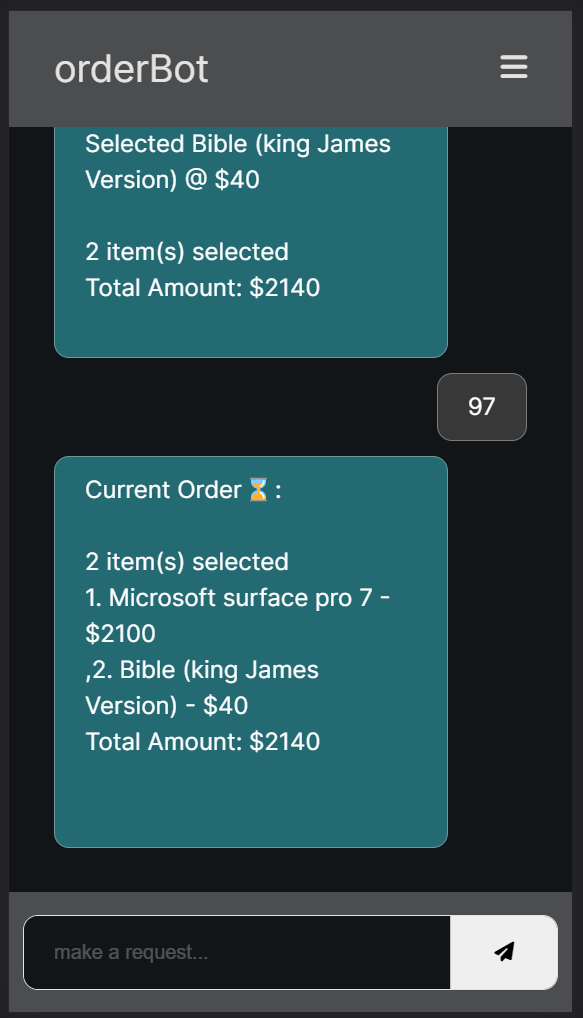 orderBot
Selected Bible (king James
Version) @ $40
2 item(s) selected
Total Amount: $2140
97
Current Order ⏳ :
2 item(s) selected
1. Microsoft surface pro 7 -
$2100
,2. Bible (king James
Version) - $40
Total Amount: $2140
make a request...